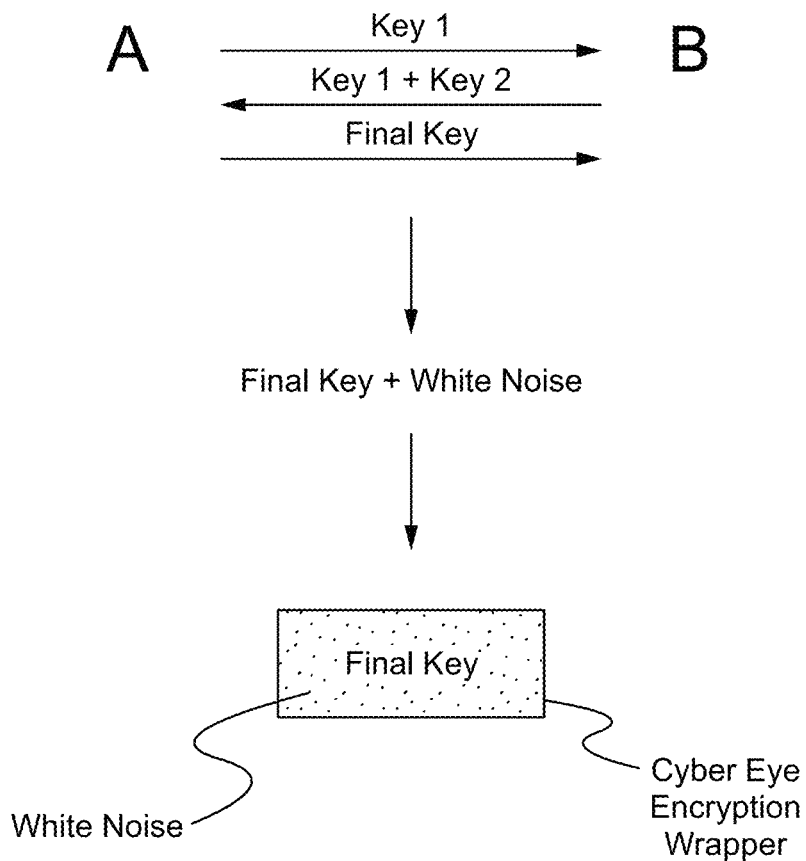 A
Key 1
B
Key 1 + Key 2
Final Key
Final Key + White Noise
Final Key
White Noise
Cyber Eye
Encryption
Wrapper